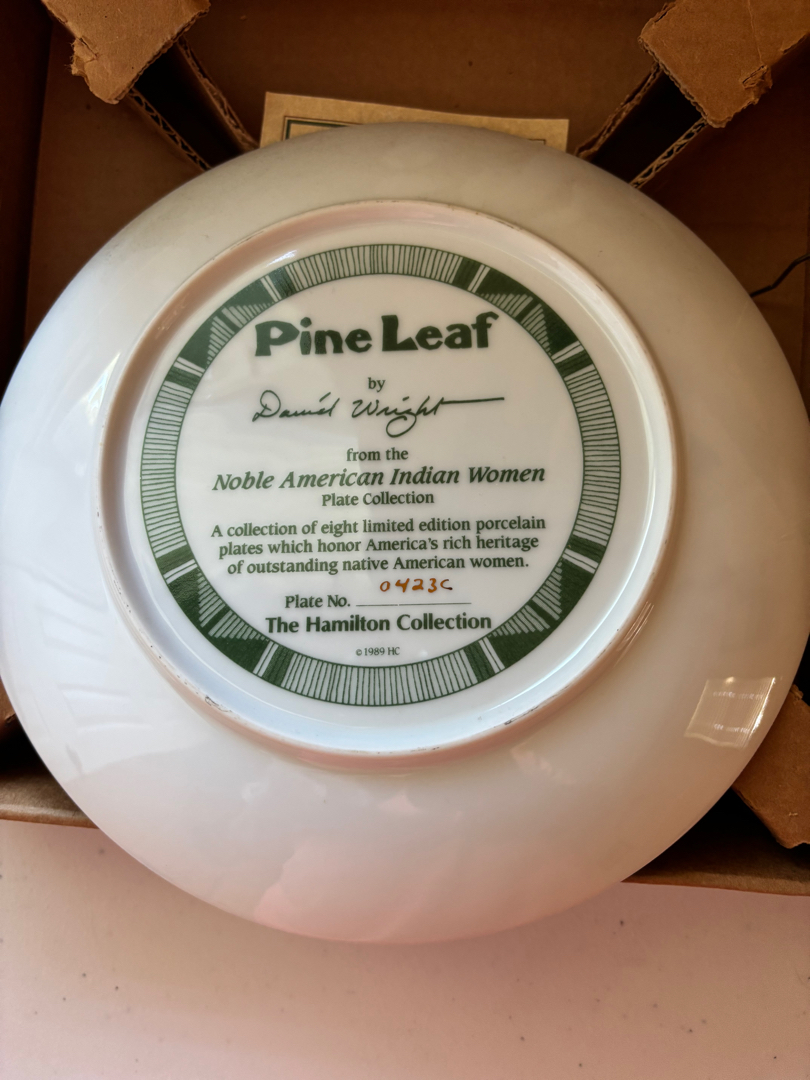 Pine Leaf
by
Daniel Wright
from the
Noble American Indian Women
Plate Collection
A collection of eight limited edition porcelain
plates which honor America's rich heritage
of outstanding native American women.
0423C
Plate No.
The Hamilton Collection
© 1989 HC